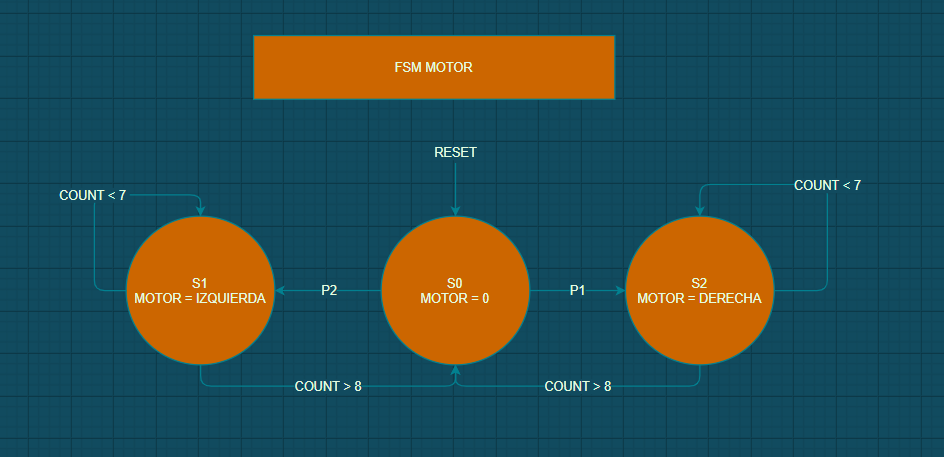 FSM MOTOR
RESET
COUNT < 7
COUNT < 7
S1
MOTOR = IZQUIERDA
P2
S0
MOTOR = 0
P1
S2
MOTOR = DERECHA
COUNT > 8
COUNT > 8